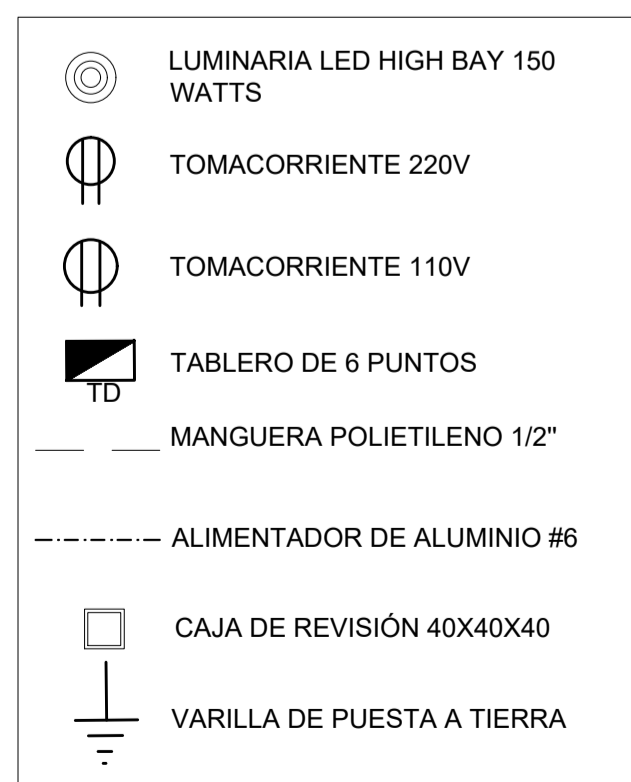 LUMINARIA LED HIGH BAY 150
WATTS
TOMACORRIENTE 220V
TOMACORRIENTE 110V
TABLERO DE 6 PUNTOS
TD
MANGUERA POLIETILENO 1/2"
ALIMENTADOR DE ALUMINIO #6
CAJA DE REVISIÓN 40X40X40
VARILLA DE PUESTA A TIERRA